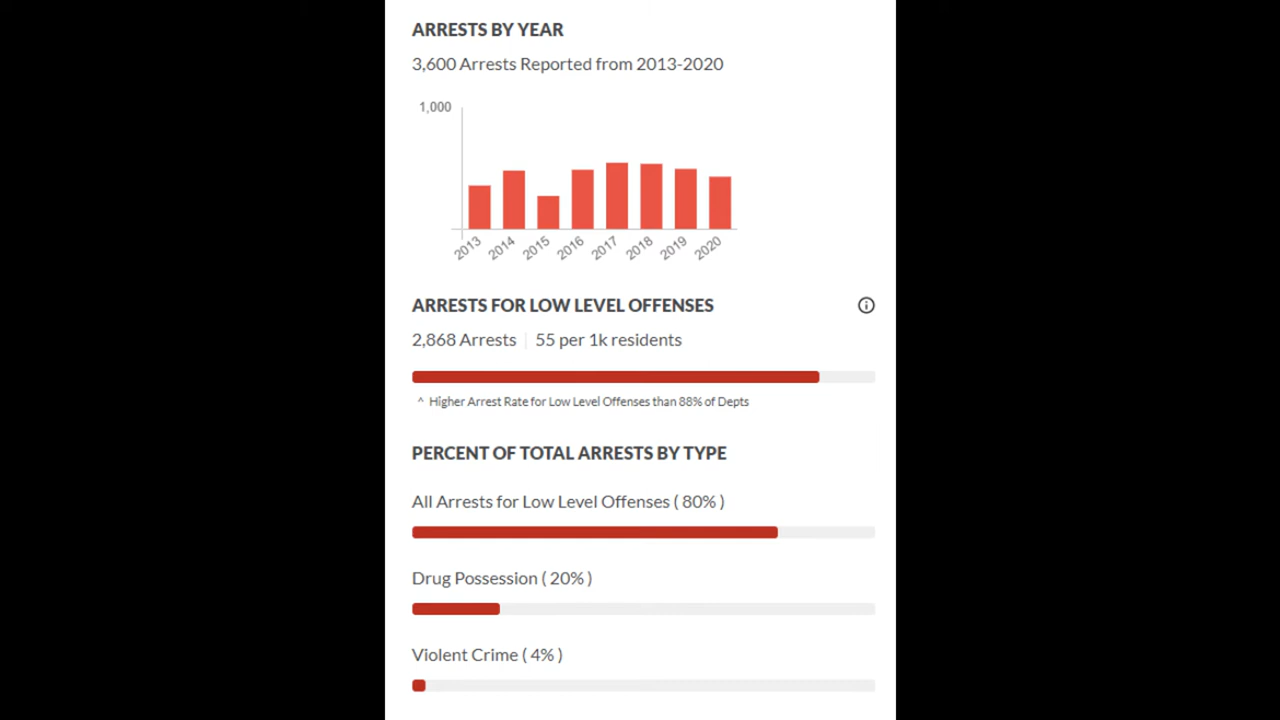 ARRESTS BY YEAR
3,600 Arrests Reported from 2013-2020
1,000
2013 2014 2015 2016 2017 2018 2019 2020
ARRESTS FOR LOW LEVEL OFFENSES
2,868 Arrests | 55 per 1k residents
^ Higher Arrest Rate for Low Level Offenses than 88% of Depts
PERCENT OF TOTAL ARRESTS BY TYPE
All Arrests for Low Level Offenses ( 80% )
Drug Possession ( 20% )
Violent Crime ( 4% )